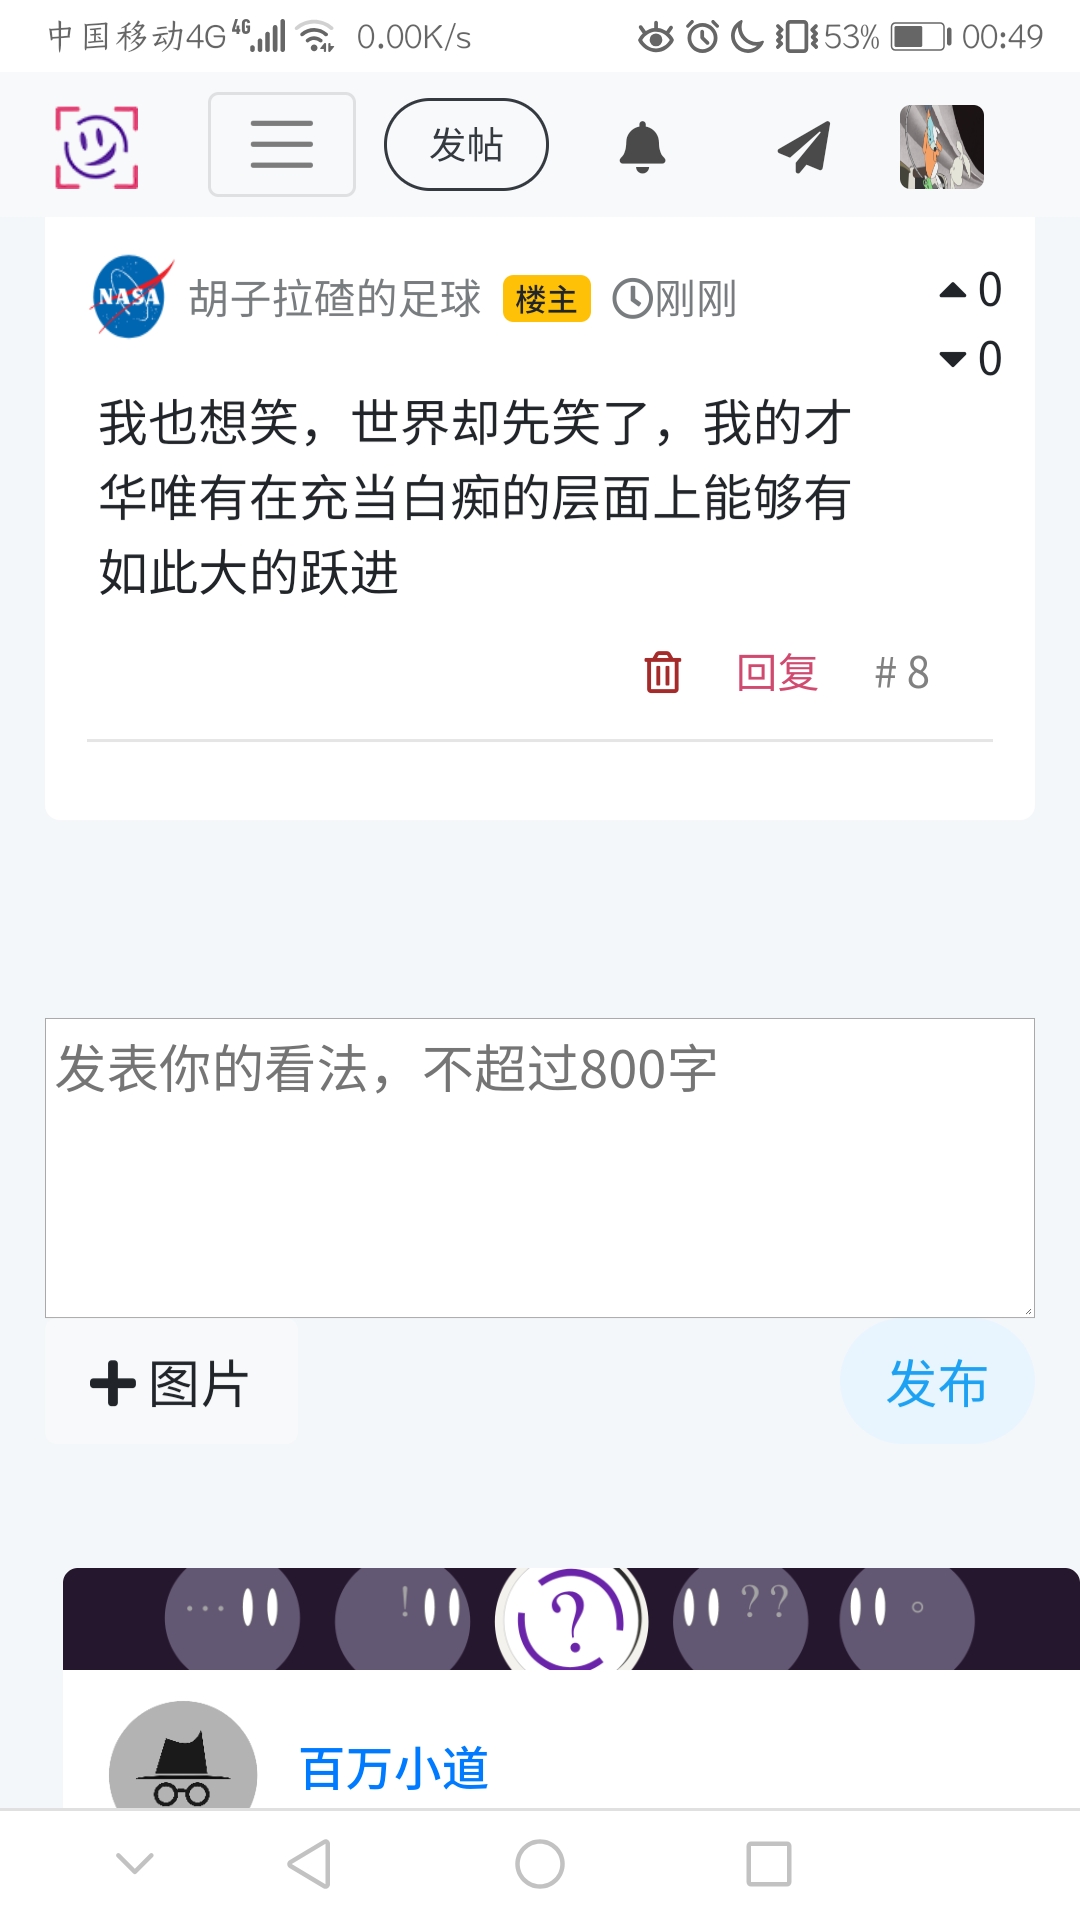 中国移动4G 4G 0.00K/s 53% 00:49
发帖
NASA 胡子拉碴的足球 楼主 刚刚 0
0
我也想笑，世界却先笑了，我的才
华唯有在充当白痴的层面上能够有
如此大的跃进
回复 # 8
发表你的看法，不超过800字
图片 发布
... ! ? ?? 。
百万小道